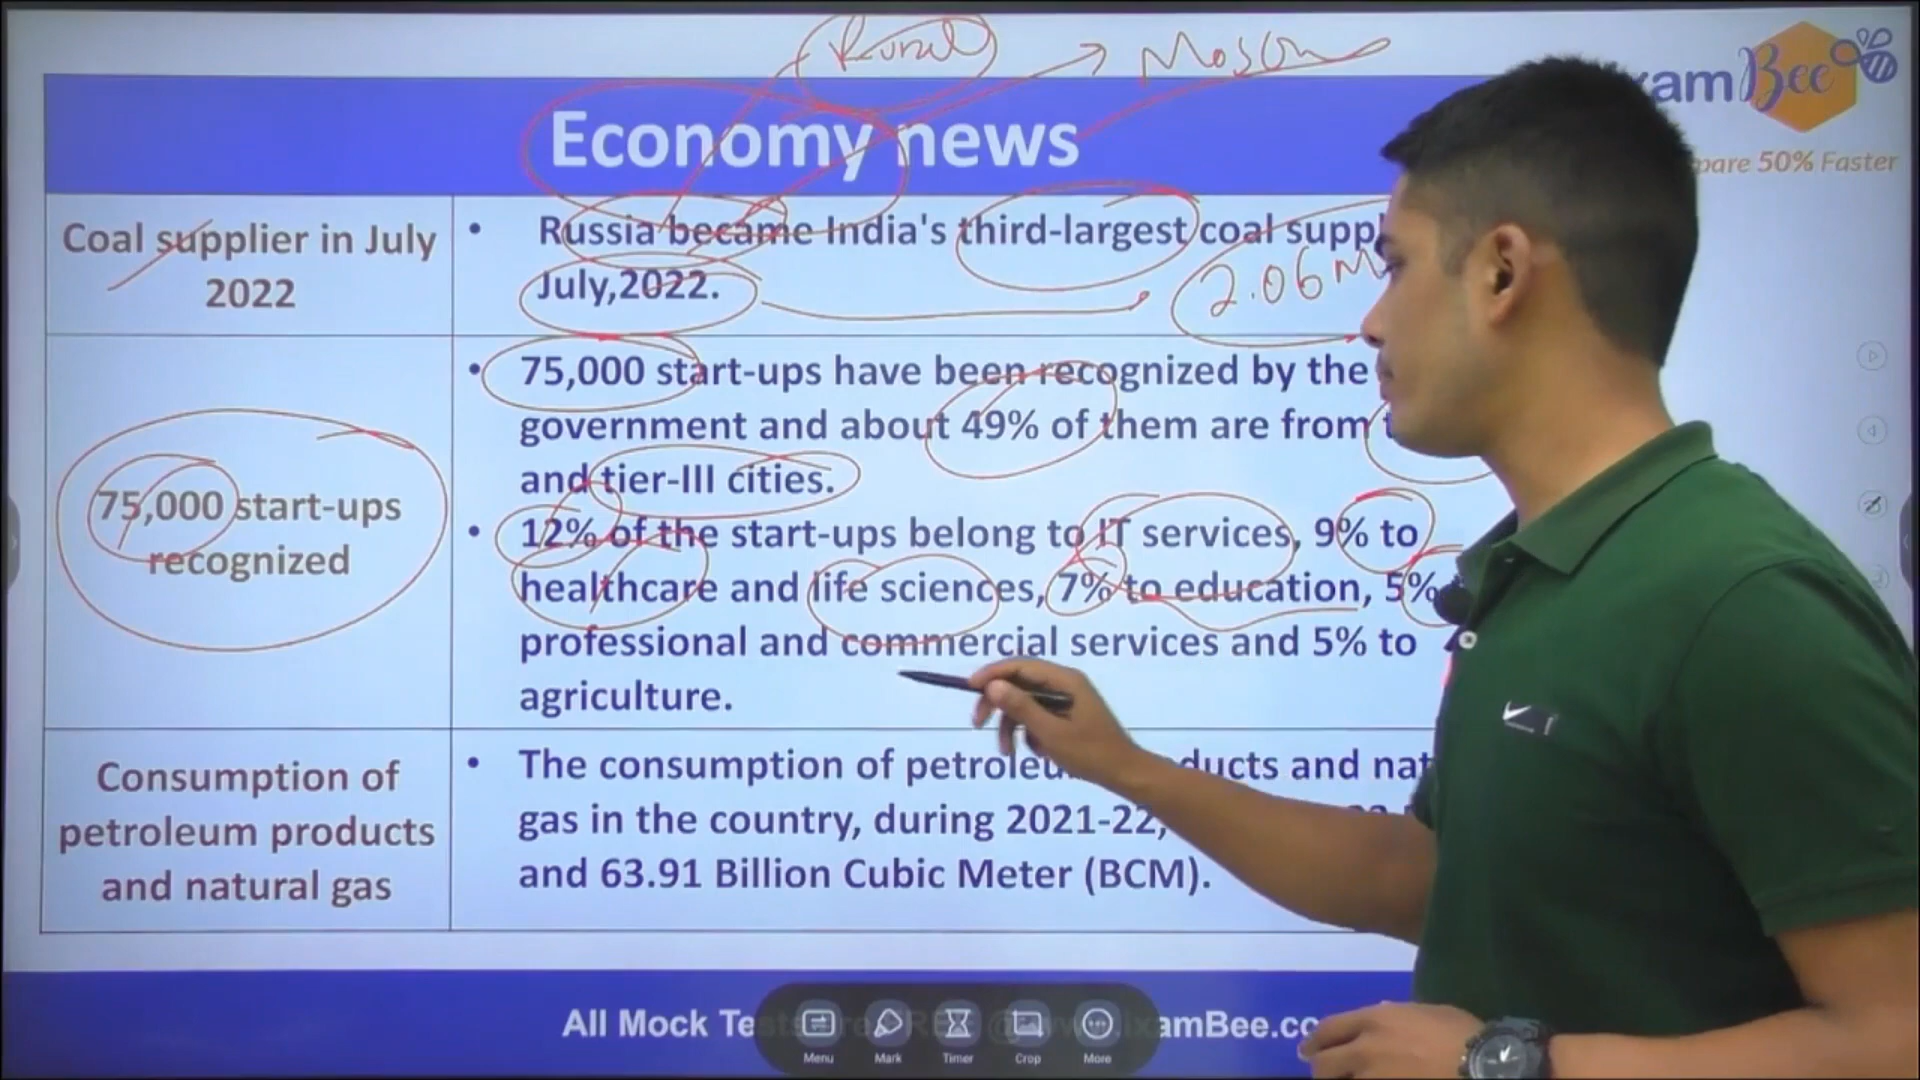 Rural
xamBee
pare 50% Faster
Economy news
Coal supplier in July
2022
Russia became India's third-largest coal suppl
July,2022.
2.06 M
75,000 start-ups
recognized
75,000 start-ups have been recognized by the
government and about 49% of them are from t
and tier-III cities.
12% of the start-ups belong to IT services, 9% to
healthcare and life sciences, 7% to education, 5%
professional and commercial services and 5% to
agriculture.
Consumption of
petroleum products
and natural gas
The consumption of petroleu ducts and nat
gas in the country, during 2021-22,
and 63.91 Billion Cubic Meter (BCM).
All Mock Te xamBee.co
Menu Mark Timer Crop More